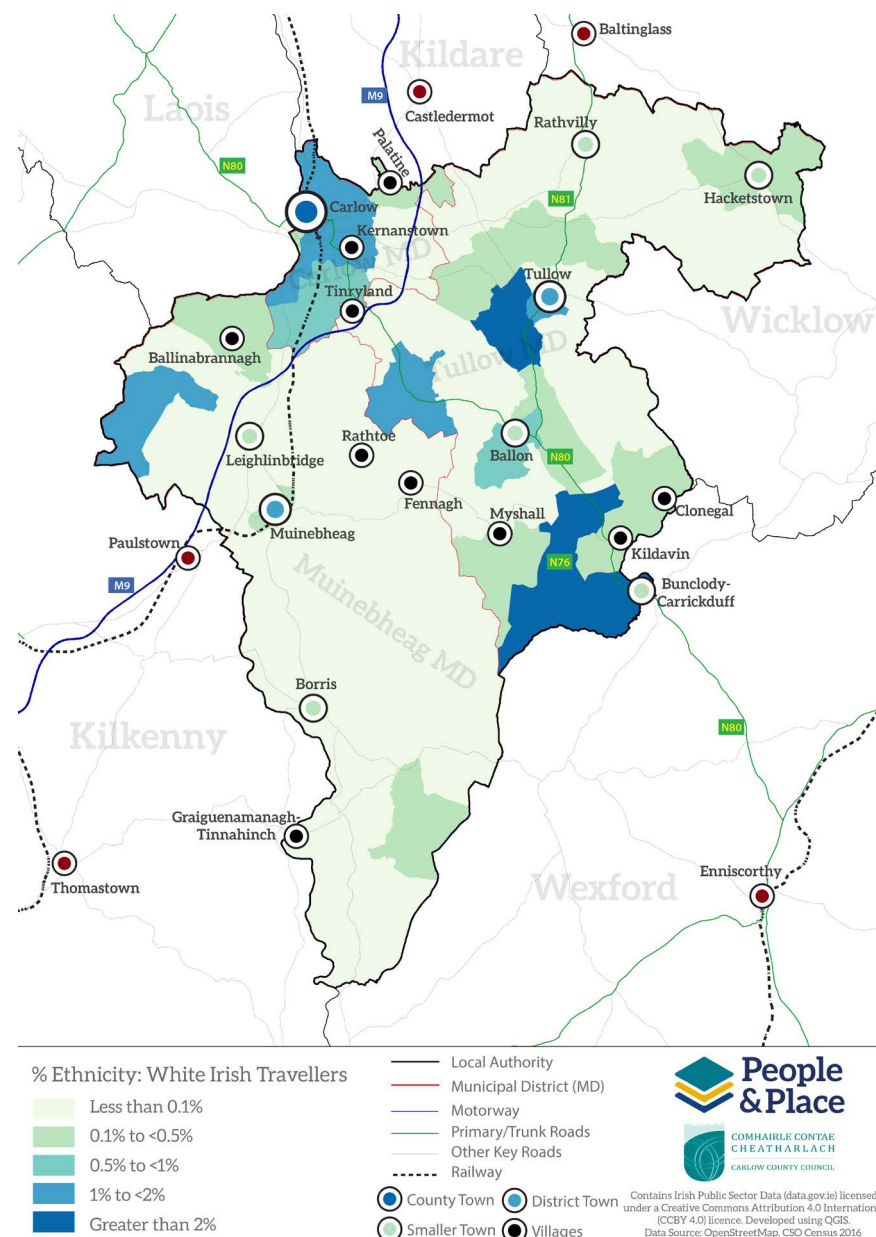 Baltinglass
Kildare
Laois
M9
Castledermot
Rathvilly
Palatine
N80
Hacketstown
N81
Carlow
Kernanstown
Carlow MD
Tullow
Tinryland
Wicklow
Ballinabrannagh
Tullow MD
Rathtoe
Leighlinbridge
Ballon
N80
Fennagh
Myshall
Clonegal
Muinebheag
Paulstown
Kildavin
N76
M9
Bunclody-
Carrickduff
Muinebheag MD
Borris
Kilkenny
N80
Graiguenamanagh-
Tinnahinch
Enniscorthy
Thomastown
Wexford
% Ethnicity: White Irish Travellers
Less than 0.1%
0.1% to <0.5%
0.5% to <1%
1% to <2%
Greater than 2%
Local Authority
Municipal District (MD)
Motorway
Primary/Trunk Roads
Other Key Roads
Railway
County Town
District Town
Smaller Town
Villages
People
&Place
COMHAIRLE CONTAE
CHEATHARLACH
CARLOW COUNTY COUNCIL
Contains Irish Public Sector Data (data.gov.ie) licensed
under a Creative Commons Attribution 4.0 Internation
(CCBY 4.0) licence. Developed using QGIS.
Data Source: OpenStreetMap, CSO Census 2016